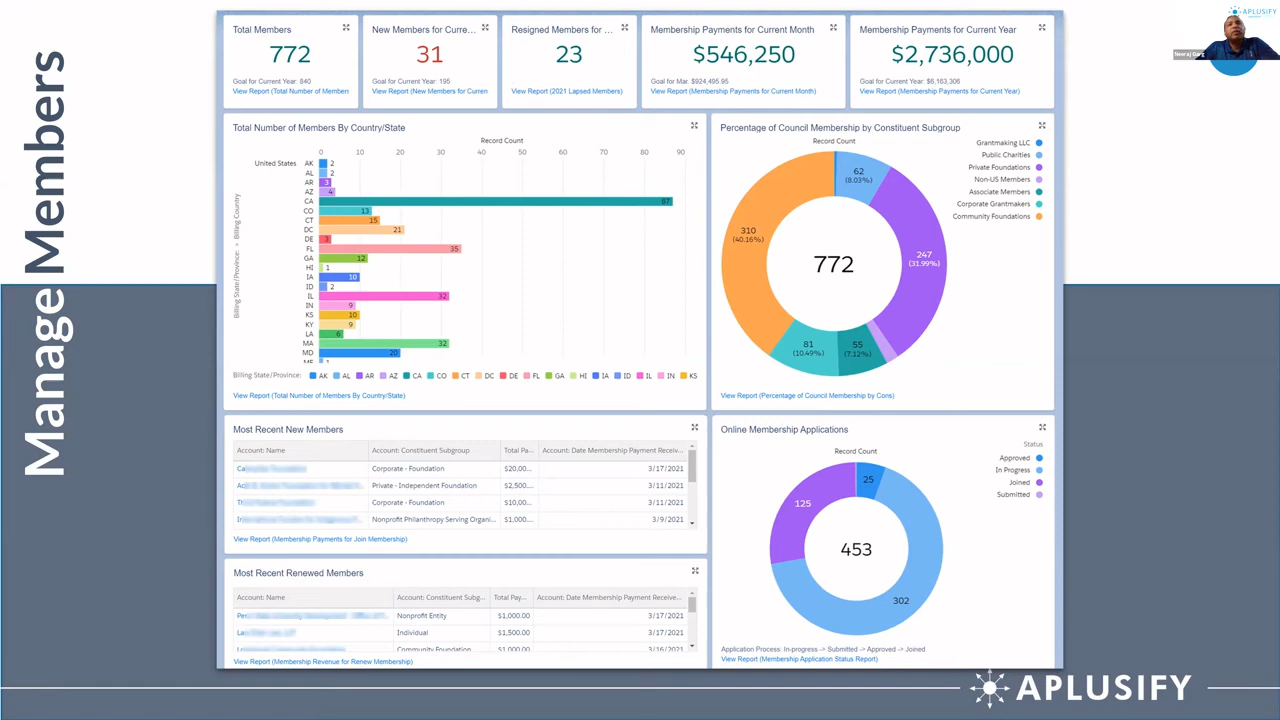 Manage Members
APLUSIFY
Neeraj Garg
Total Members
772
Goal for Current Year: 840
View Report (Total Number of Members
New Members for Curre...
31
Goal for Current Year: 195
View Report (New Members for Curren
Resigned Members for ...
23
View Report (2021 Lapsed Members)
Membership Payments for Current Month
$546,250
Goal for Mar. $924,495.95
View Report (Membership Payments for Current Month)
Membership Payments for Current Year
$2,736,000
Goal for Current Year: $6,163,306
View Report (Membership Payments for Current Year)
Total Number of Members By Country/State
Record Count
0 10 20 30 40 50 60 70 80 90
Billing State/Province > Billing Country
United States AK 2
AL 2
AR 3
AZ 4
CA 87
CO 13
CT 15
DC 21
DE 3
FL 35
GA 12
HI 1
IA 10
ID 2
IL 32
IN 9
KS 10
KY 9
LA 6
MA 32
MD 20
ME 1
Billing State/Province: AK AL AR AZ CA CO CT DC DE FL GA HI IA ID IL IN KS
View Report (Total Number of Members By Country/State)
Percentage of Council Membership by Constituent Subgroup
Record Count
Grantmaking LLC
Public Charities
Private Foundations
Non-US Members
Associate Members
Corporate Grantmakers
Community Foundations
62
(8.03%)
310
(40.16%)
247
(31.99%)
772
81
(10.49%)
55
(7.12%)
View Report (Percentage of Council Membership by Cons)
Most Recent New Members
Account: Name Account: Constituent Subgroup Total Pa... Account: Date Membership Payment Receiv...
Corporate - Foundation $20,00... 3/17/2021
Private - Independent Foundation $2,500... 3/11/2021
Corporate - Foundation $10,00... 3/11/2021
Nonprofit Philanthropy Serving Organi... $1,000... 3/9/2021
View Report (Membership Payments for Join Membership)
Most Recent Renewed Members
Account: Name Account: Constituent Subg... Total Pay... Account: Date Membership Payment Receive...
Nonprofit Entity $1,000.00 3/17/2021
Individual $1,500.00 3/17/2021
Community Foundation $1,000.00 3/16/2021
View Report (Membership Revenue for Renew Membership)
Online Membership Applications
Record Count
Status
Approved
In Progress
Joined
Submitted
25
125
453
302
Application Process: In-progress -> Submitted -> Approved -> Joined
View Report (Membership Application Status Report)
APLUSIFY